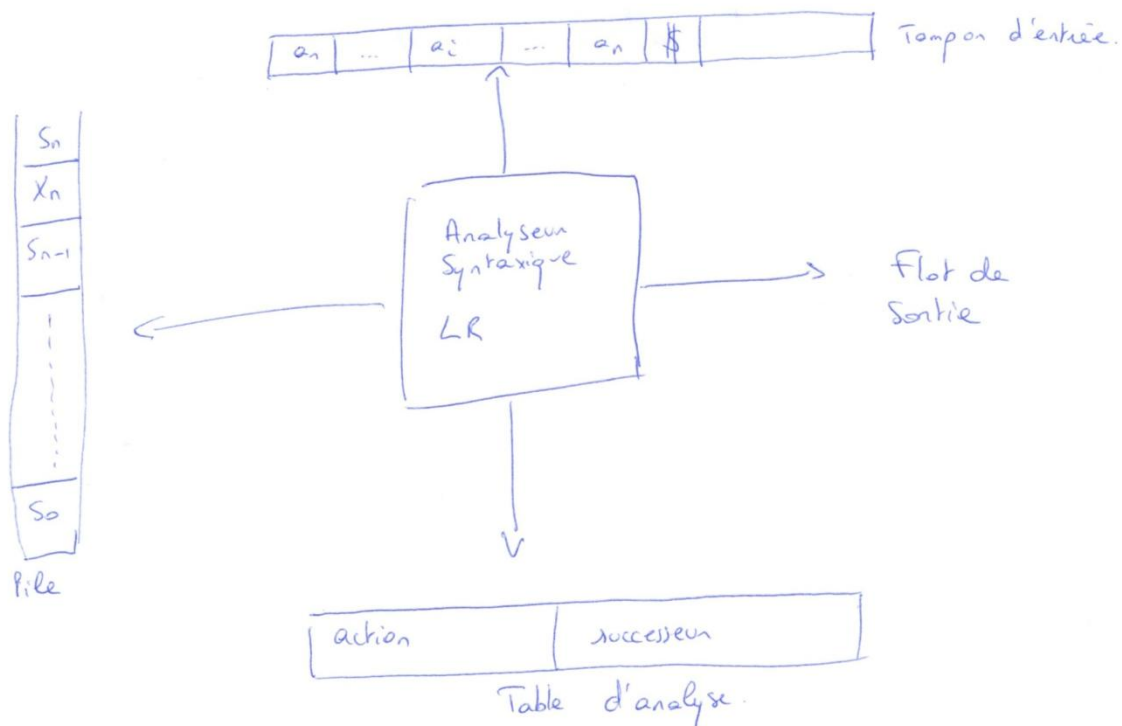 an ... ai ... an $
Tampon d'entrée.
Sn
Xn
Sn-1
S0
Pile
Analyseur
Syntaxique
LR
Flot de
Sortie
action successeur
Table d'analyse.